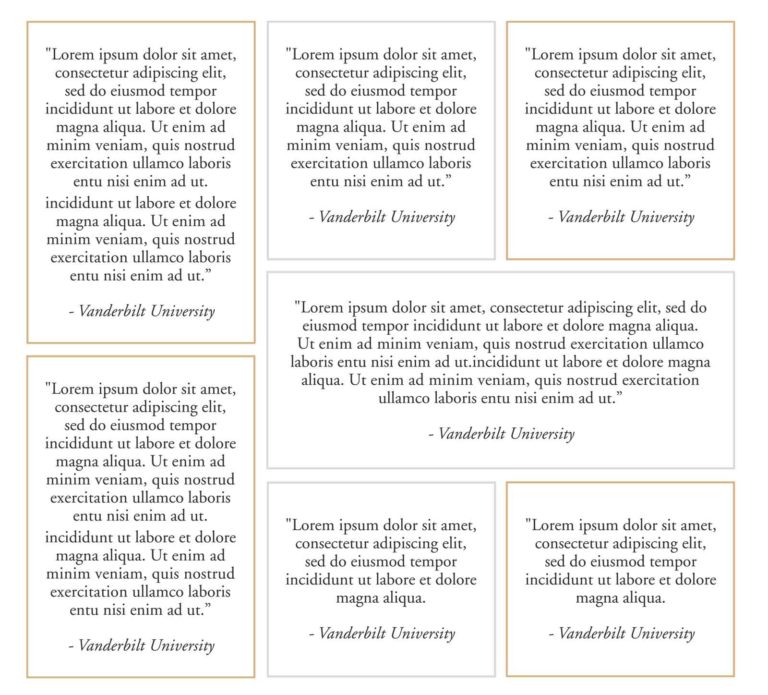 "Lorem ipsum dolor sit amet,
consectetur adipiscing elit,
sed do eiusmod tempor
incididunt ut labore et dolore
magna aliqua. Ut enim ad
minim veniam, quis nostrud
exercitation ullamco laboris
entu nisi enim ad ut.
incididunt ut labore et dolore
magna aliqua. Ut enim ad
minim veniam, quis nostrud
exercitation ullamco laboris
entu nisi enim ad ut.”
- Vanderbilt University
"Lorem ipsum dolor sit amet,
consectetur adipiscing elit,
sed do eiusmod tempor
incididunt ut labore et dolore
magna aliqua. Ut enim ad
minim veniam, quis nostrud
exercitation ullamco laboris
entu nisi enim ad ut.”
- Vanderbilt University
"Lorem ipsum dolor sit amet,
consectetur adipiscing elit,
sed do eiusmod tempor
incididunt ut labore et dolore
magna aliqua. Ut enim ad
minim veniam, quis nostrud
exercitation ullamco laboris
entu nisi enim ad ut.”
- Vanderbilt University
"Lorem ipsum dolor sit amet, consectetur adipiscing elit, sed do
eiusmod tempor incididunt ut labore et dolore magna aliqua.
Ut enim ad minim veniam, quis nostrud exercitation ullamco
laboris entu nisi enim ad ut.incididunt ut labore et dolore magna
aliqua. Ut enim ad minim veniam, quis nostrud exercitation
ullamco laboris entu nisi enim ad ut.”
- Vanderbilt University
"Lorem ipsum dolor sit amet,
consectetur adipiscing elit,
sed do eiusmod tempor
incididunt ut labore et dolore
magna aliqua. Ut enim ad
minim veniam, quis nostrud
exercitation ullamco laboris
entu nisi enim ad ut.
incididunt ut labore et dolore
magna aliqua. Ut enim ad
minim veniam, quis nostrud
exercitation ullamco laboris
entu nisi enim ad ut.”
- Vanderbilt University
"Lorem ipsum dolor sit amet,
consectetur adipiscing elit,
sed do eiusmod tempor
incididunt ut labore et dolore
magna aliqua.
- Vanderbilt University
"Lorem ipsum dolor sit amet,
consectetur adipiscing elit,
sed do eiusmod tempor
incididunt ut labore et dolore
magna aliqua.
- Vanderbilt University